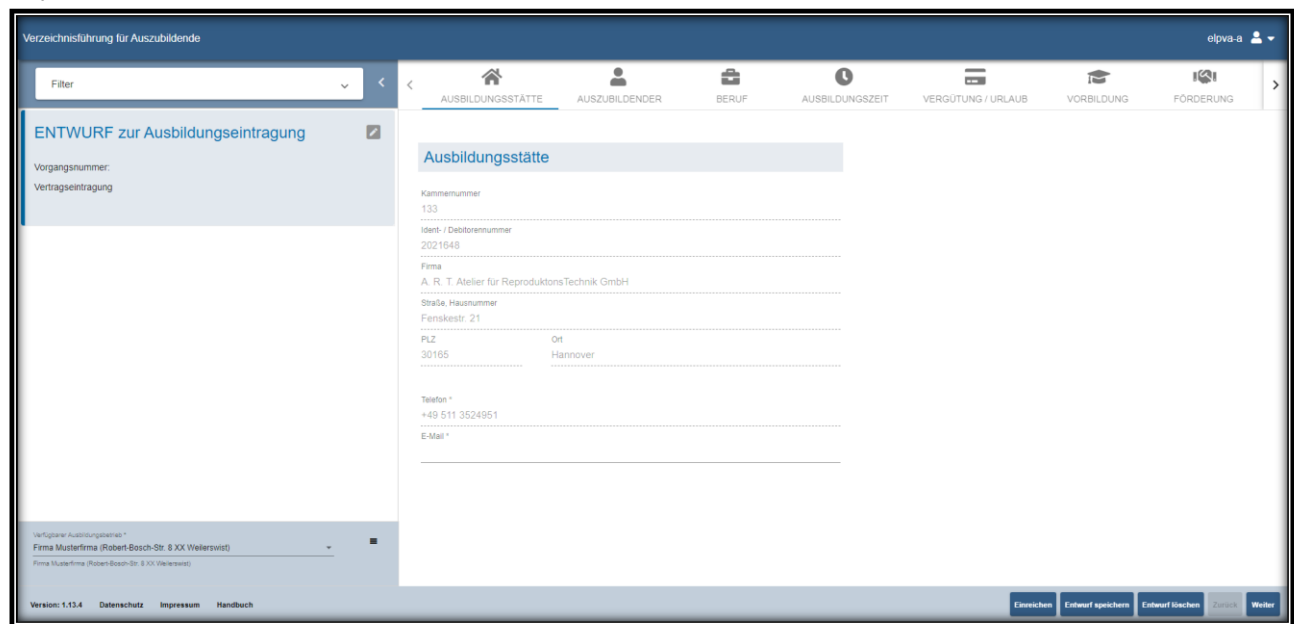 Verzeichnisführung für Auszubildende
elpva-a
Filter
AUSBILDUNGSSTÄTTE AUSZUBILDENDER BERUF AUSBILDUNGSZEIT VERGÜTUNG / URLAUB VORBILDUNG FÖRDERUNG
ENTWURF zur Ausbildungseintragung
Vorgangsnummer:
Vertragseintragung
Ausbildungsstätte
Kammernummer
133
Ident- / Debitorennummer
2021648
Firma
A. R. T. Atelier für ReproduktonsTechnik GmbH
Straße, Hausnummer
Fenskestr. 21
PLZ Ort
30165 Hannover
Telefon *
+49 511 3524951
E-Mail *
Verfügbarer Ausbildungsbetrieb *
Firma Musterfirma (Robert-Bosch-Str. 8 XX Weilerswist)
Firma Musterfirma (Robert-Bosch-Str. 8 XX Weilerswist)
Version: 1.13.4 Datenschutz Impressum Handbuch
Einreichen Entwurf speichern Entwurf löschen Zurück Weiter